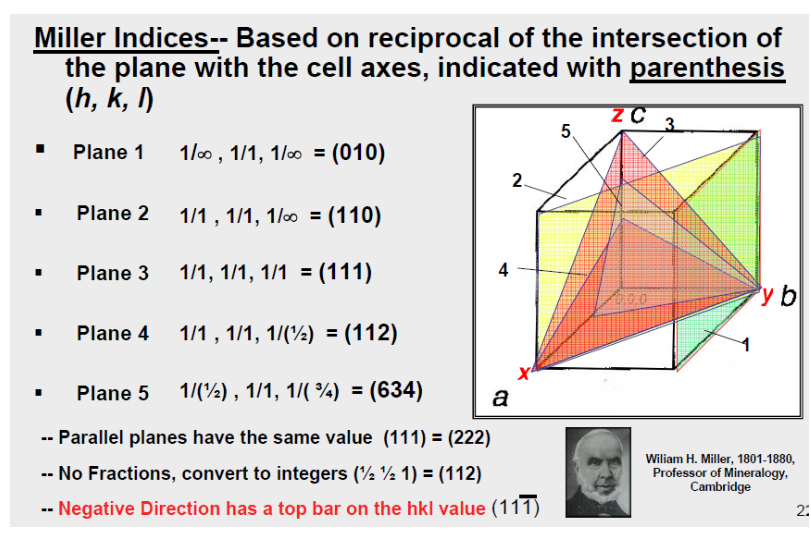 Miller Indices-- Based on reciprocal of the intersection of
the plane with the cell axes, indicated with parenthesis
(h, k, l)
▪ Plane 1 1/∞ , 1/1, 1/∞ = (010)
▪ Plane 2 1/1 , 1/1, 1/∞ = (110)
▪ Plane 3 1/1, 1/1, 1/1 = (111)
▪ Plane 4 1/1 , 1/1, 1/(½) = (112)
▪ Plane 5 1/(½) , 1/1, 1/( ¾) = (634)
z c
5
3
2
4
0,0,0
y b
1
x
a
-- Parallel planes have the same value (111) = (222)
-- No Fractions, convert to integers (½ ½ 1) = (112)
-- Negative Direction has a top bar on the hkl value (111̅)
Wiliam H. Miller, 1801-1880,
Professor of Mineralogy,
Cambridge